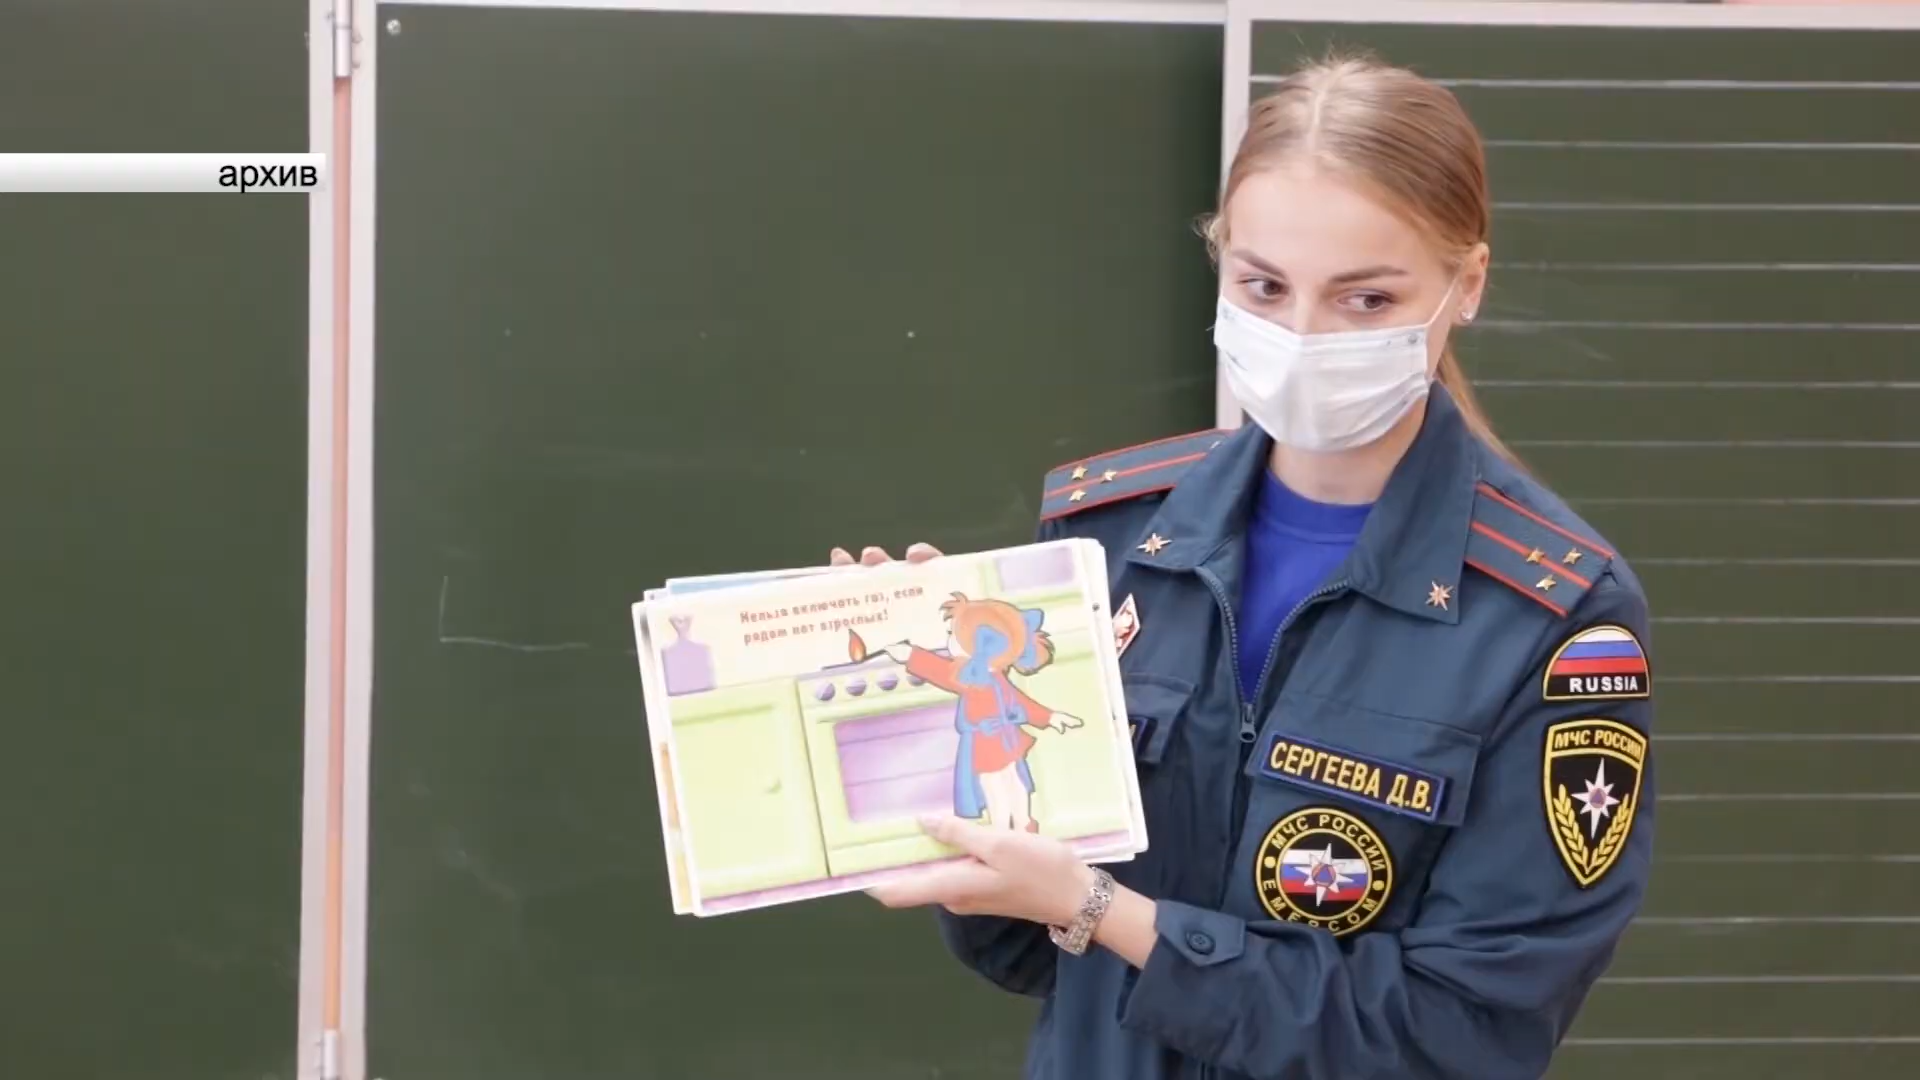 архив
Нельзя включать газ, если
рядом нет взрослых!
RUSSIA
МЧС РОССИИ
СЕРГЕЕВА Д.В.
МЧС РОССИИ
EMERCOM